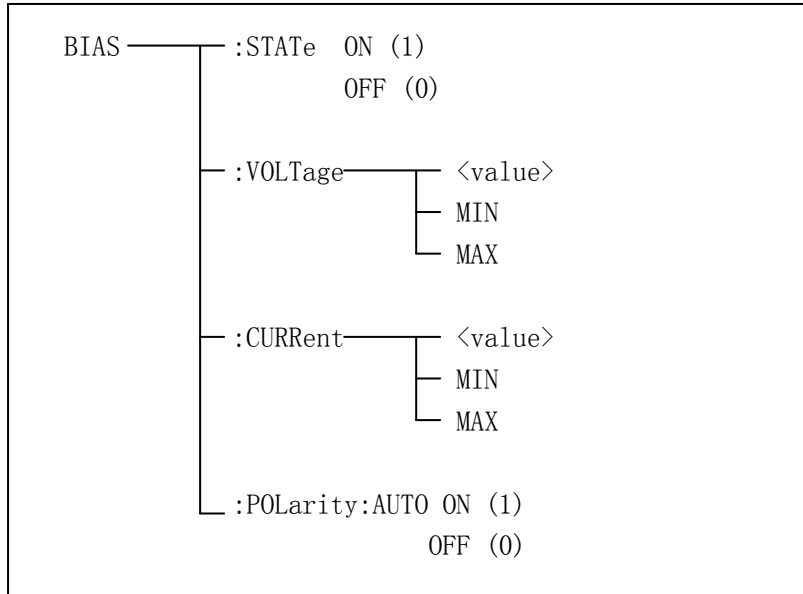 BIAS :STATe ON (1)
OFF (0)
:VOLTage <value>
MIN
MAX
:CURRent <value>
MIN
MAX
:POLarity:AUTO ON (1)
OFF (0)